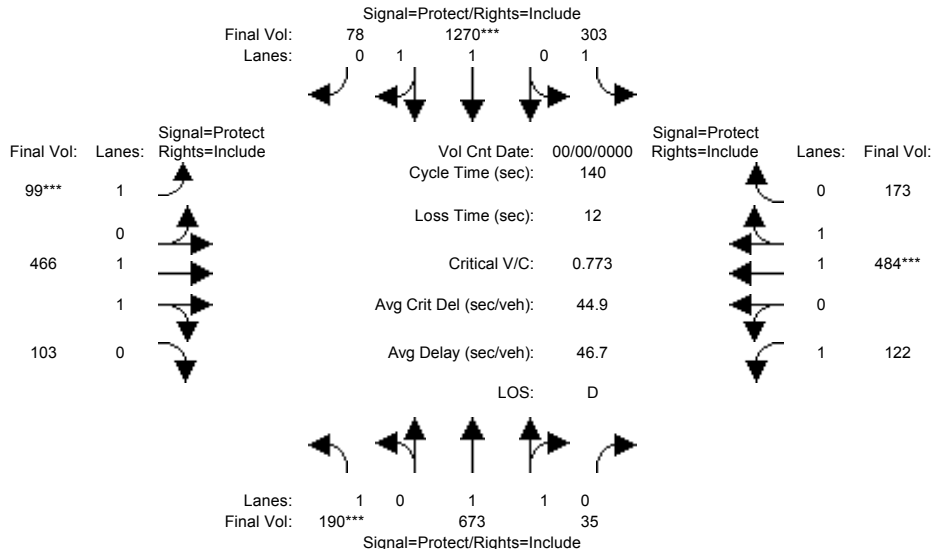 Signal=Protect/Rights=Include
Final Vol: 78 1270*** 303
Lanes: 0 1 1 0 1
Signal=Protect
Final Vol: Lanes: Rights=Include
Vol Cnt Date: 00/00/0000
Signal=Protect
Rights=Include Lanes: Final Vol:
Cycle Time (sec): 140
99*** 1
0 173
Loss Time (sec): 12
0
1
466 1
Critical V/C: 0.773
1 484***
1
Avg Crit Del (sec/veh): 44.9
0
103 0
Avg Delay (sec/veh): 46.7
1 122
LOS: D
Lanes: 1 0 1 1 0
Final Vol: 190*** 673 35
Signal=Protect/Rights=Include